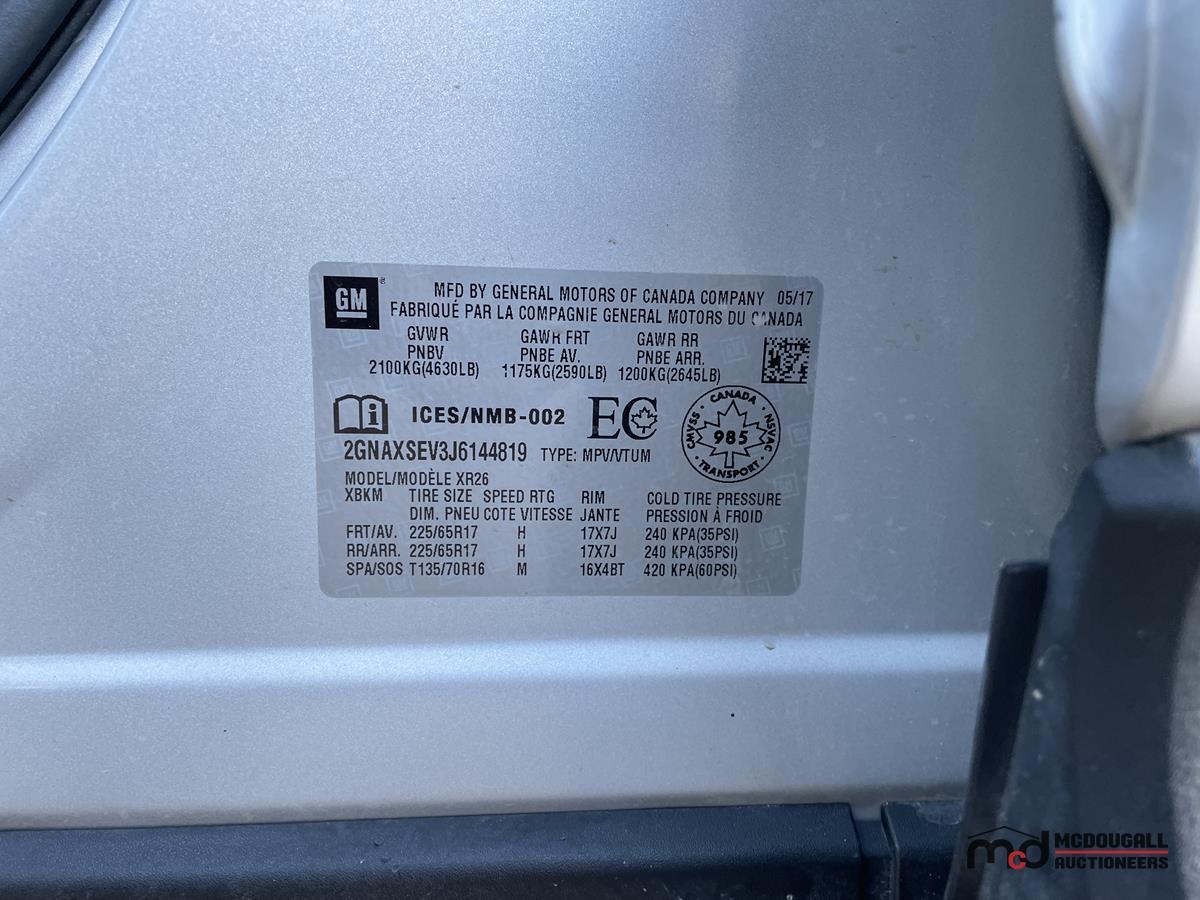 GM
MFD BY GENERAL MOTORS OF CANADA COMPANY 05/17
FABRIQUÉ PAR LA COMPAGNIE GENERAL MOTORS DU CANADA
GVWR GAWR FRT GAWR RR
PNBV PNBE AV. PNBE ARR.
2100KG(4630LB) 1175KG(2590LB) 1200KG(2645LB)
ICES/NMB-002 EC
CANADA
CMVSS NSVAC
985
TRANSPORT
2GNAXSEV3J6144819 TYPE: MPV/VTUM
MODEL/MODÈLE XR26
XBKM TIRE SIZE SPEED RTG RIM COLD TIRE PRESSURE
DIM. PNEU COTE VITESSE JANTE PRESSION À FROID
FRT/AV. 225/65R17 H 17X7J 240 KPA(35PSI)
RR/ARR. 225/65R17 H 17X7J 240 KPA(35PSI)
SPA/SOS T135/70R16 M 16X4BT 420 KPA(60PSI)
mcd MCDOUGALL
AUCTIONEERS